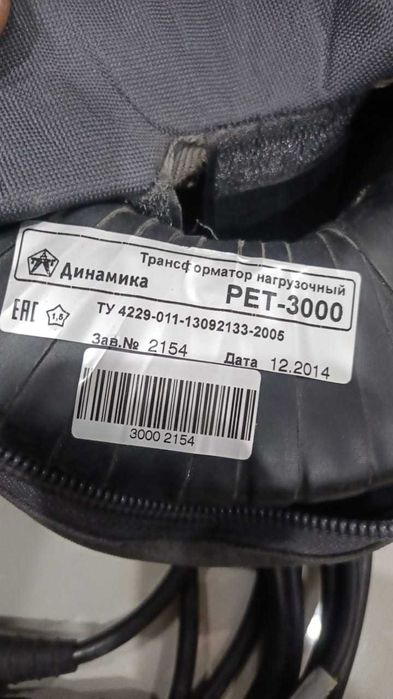 Трансформатор нагрузочный
Динамика РЕТ-3000
ЕАС 1,5 ТУ 4229-011-13092133-2005
Зав.№ 2154 Дата 12.2014
3000 2154